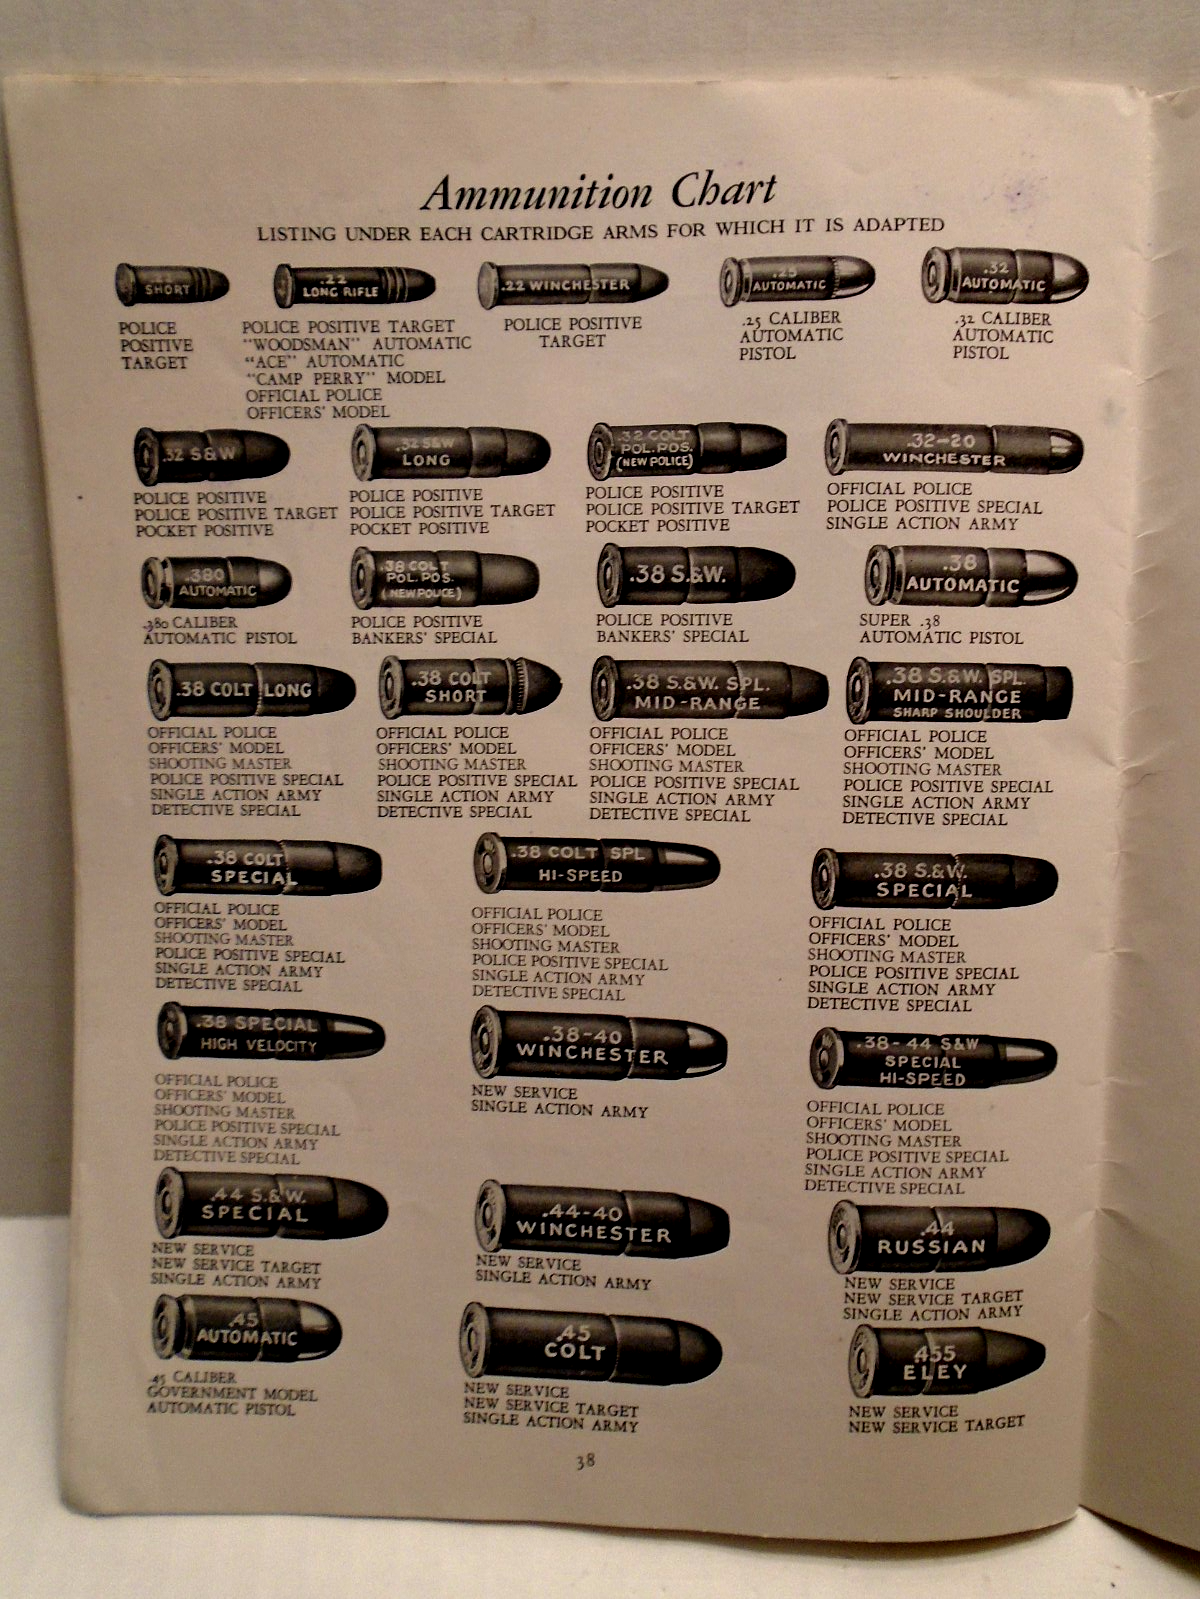 Ammunition Chart
LISTING UNDER EACH CARTRIDGE ARMS FOR WHICH IT IS ADAPTED
.22
SHORT
POLICE
POSITIVE
TARGET
.22
LONG RIFLE
POLICE POSITIVE TARGET
"WOODSMAN" AUTOMATIC
"ACE" AUTOMATIC
"CAMP PERRY" MODEL
OFFICIAL POLICE
OFFICERS' MODEL
.22 WINCHESTER
POLICE POSITIVE
TARGET
.25
AUTOMATIC
.25 CALIBER
AUTOMATIC
PISTOL
.32
AUTOMATIC
.32 CALIBER
AUTOMATIC
PISTOL
.32 S&W
POLICE POSITIVE
POLICE POSITIVE TARGET
POCKET POSITIVE
.32 S&W
LONG
POLICE POSITIVE
POLICE POSITIVE TARGET
POCKET POSITIVE
.32 COLT
POL. POS.
(NEW POLICE)
POLICE POSITIVE
POLICE POSITIVE TARGET
POCKET POSITIVE
.32-20
WINCHESTER
OFFICIAL POLICE
POLICE POSITIVE SPECIAL
SINGLE ACTION ARMY
.380
AUTOMATIC
.380 CALIBER
AUTOMATIC PISTOL
.38 COLT
POL. POS.
(NEW POLICE)
POLICE POSITIVE
BANKERS' SPECIAL
.38 S.&W.
POLICE POSITIVE
BANKERS' SPECIAL
.38
AUTOMATIC
SUPER .38
AUTOMATIC PISTOL
.38 COLT LONG
OFFICIAL POLICE
OFFICERS' MODEL
SHOOTING MASTER
POLICE POSITIVE SPECIAL
SINGLE ACTION ARMY
DETECTIVE SPECIAL
.38 COLT
SHORT
OFFICIAL POLICE
OFFICERS' MODEL
SHOOTING MASTER
POLICE POSITIVE SPECIAL
SINGLE ACTION ARMY
DETECTIVE SPECIAL
.38 S.&W. SPL.
MID-RANGE
OFFICIAL POLICE
OFFICERS' MODEL
SHOOTING MASTER
POLICE POSITIVE SPECIAL
SINGLE ACTION ARMY
DETECTIVE SPECIAL
.38 S.&W. SPL.
MID-RANGE
SHARP SHOULDER
OFFICIAL POLICE
OFFICERS' MODEL
SHOOTING MASTER
POLICE POSITIVE SPECIAL
SINGLE ACTION ARMY
DETECTIVE SPECIAL
.38 COLT
SPECIAL
OFFICIAL POLICE
OFFICERS' MODEL
SHOOTING MASTER
POLICE POSITIVE SPECIAL
SINGLE ACTION ARMY
DETECTIVE SPECIAL
.38 COLT SPL
HI-SPEED
OFFICIAL POLICE
OFFICERS' MODEL
SHOOTING MASTER
POLICE POSITIVE SPECIAL
SINGLE ACTION ARMY
DETECTIVE SPECIAL
.38 S.&W.
SPECIAL
OFFICIAL POLICE
OFFICERS' MODEL
SHOOTING MASTER
POLICE POSITIVE SPECIAL
SINGLE ACTION ARMY
DETECTIVE SPECIAL
.38 SPECIAL
HIGH VELOCITY
OFFICIAL POLICE
OFFICERS' MODEL
SHOOTING MASTER
POLICE POSITIVE SPECIAL
SINGLE ACTION ARMY
DETECTIVE SPECIAL
.38-40
WINCHESTER
NEW SERVICE
SINGLE ACTION ARMY
.38-44 S&W
SPECIAL
HI-SPEED
OFFICIAL POLICE
OFFICERS' MODEL
SHOOTING MASTER
POLICE POSITIVE SPECIAL
SINGLE ACTION ARMY
DETECTIVE SPECIAL
.44 S.&W.
SPECIAL
NEW SERVICE
NEW SERVICE TARGET
SINGLE ACTION ARMY
.44-40
WINCHESTER
NEW SERVICE
SINGLE ACTION ARMY
.44
RUSSIAN
NEW SERVICE
NEW SERVICE TARGET
SINGLE ACTION ARMY
.45
AUTOMATIC
.45 CALIBER
GOVERNMENT MODEL
AUTOMATIC PISTOL
.45
COLT
NEW SERVICE
NEW SERVICE TARGET
SINGLE ACTION ARMY
.455
ELEY
NEW SERVICE
NEW SERVICE TARGET
38